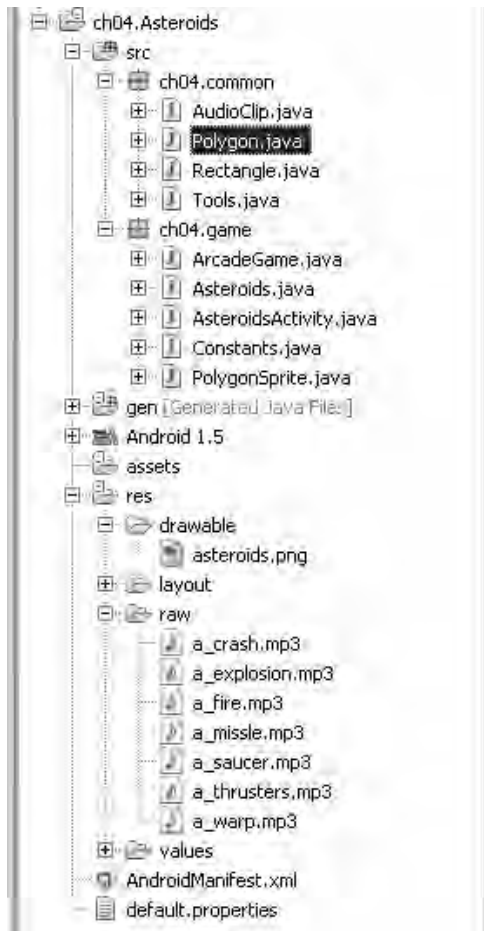 ch04.Asteroids
src
ch04.common
AudioClip.java
Polygon.java
Rectangle.java
Tools.java
ch04.game
ArcadeGame.java
Asteroids.java
AsteroidsActivity.java
Constants.java
PolygonSprite.java
gen [Generated Java Files]
Android 1.5
assets
res
drawable
asteroids.png
layout
raw
a_crash.mp3
a_explosion.mp3
a_fire.mp3
a_missle.mp3
a_saucer.mp3
a_thrusters.mp3
a_warp.mp3
values
AndroidManifest.xml
default.properties